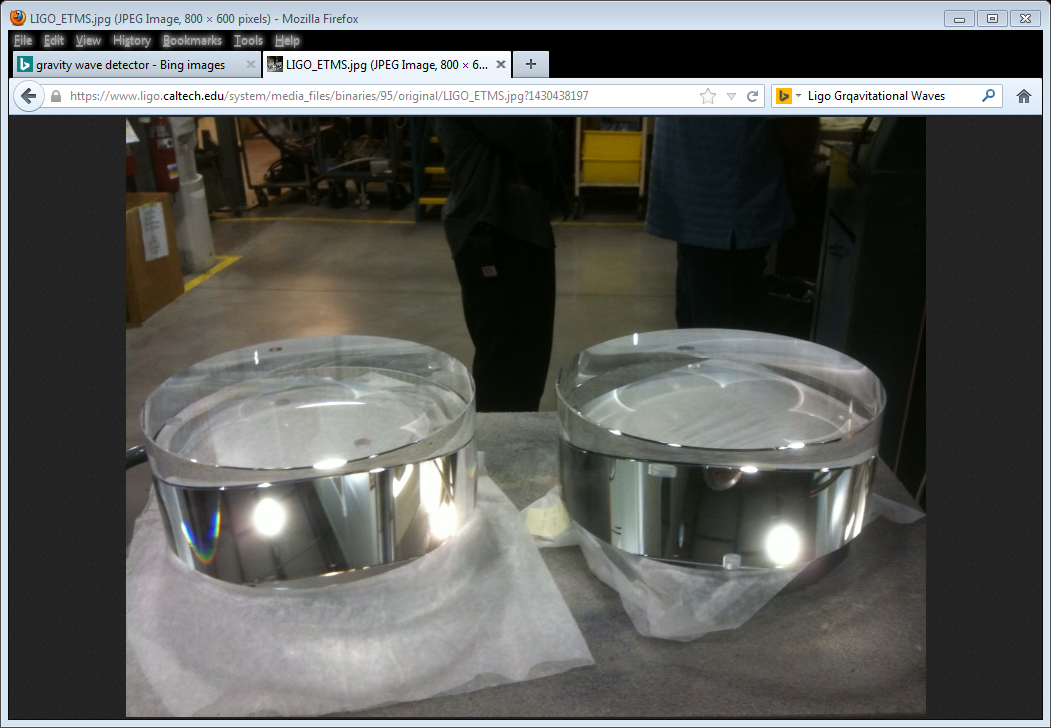 LIGO_ETMS.jpg (JPEG Image, 800 × 600 pixels) - Mozilla Firefox
File Edit View History Bookmarks Tools Help
gravity wave detector - Bing images
LIGO_ETMS.jpg (JPEG Image, 800 × 6...
https://www.ligo.caltech.edu/system/media_files/binaries/95/original/LIGO_ETMS.jpg?1430438197
Ligo Grqavitational Waves